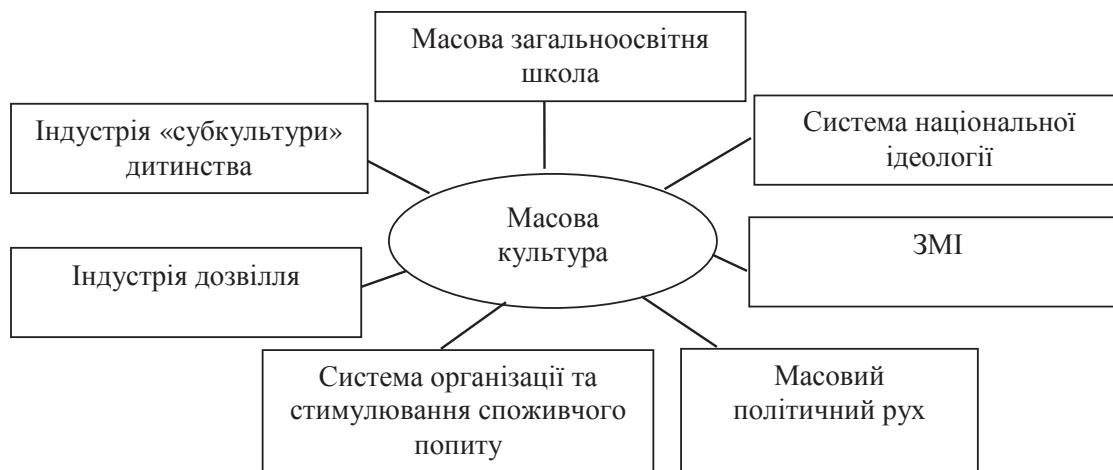 Масова загальноосвітня
школа
Індустрія «субкультури»
дитинства
Система національної
ідеології
Масова
культура
Індустрія дозвілля
ЗМІ
Система організації та
стимулювання споживчого
попиту
Масовий
політичний рух